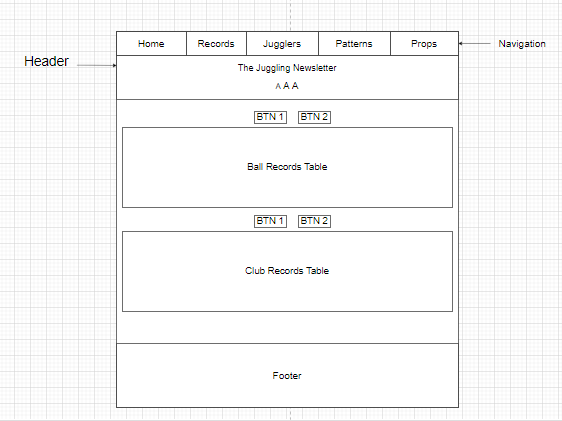 Home Records Jugglers Patterns Props
Navigation
Header
The Juggling Newsletter
A A A
BTN 1 BTN 2
Ball Records Table
BTN 1 BTN 2
Club Records Table
Footer